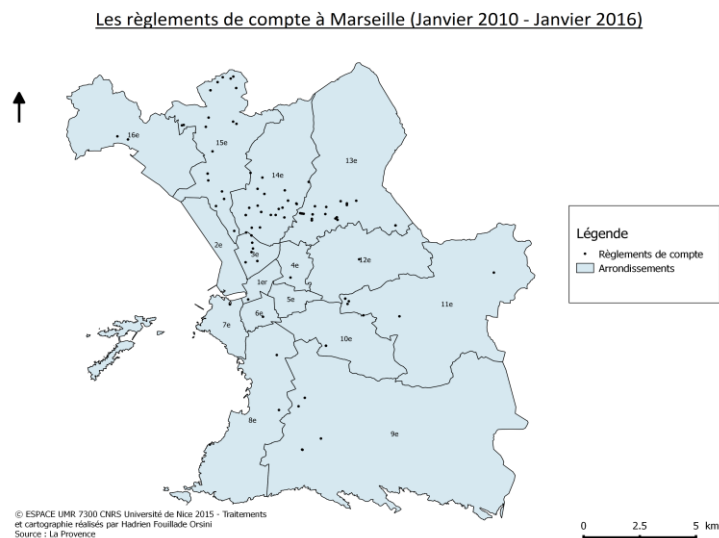 Les règlements de compte à Marseille (Janvier 2010 - Janvier 2016)
16e
15e
13e
14e
2e
3e
4e
12e
1er
5e
11e
7e
6e
10e
8e
9e
Légende
Règlements de compte
Arrondissements
© ESPACE UMR 7300 CNRS Université de Nice 2015 - Traitements
et cartographie réalisés par Hadrien Fouillade Orsini
Source : La Provence
0 2.5 5 km